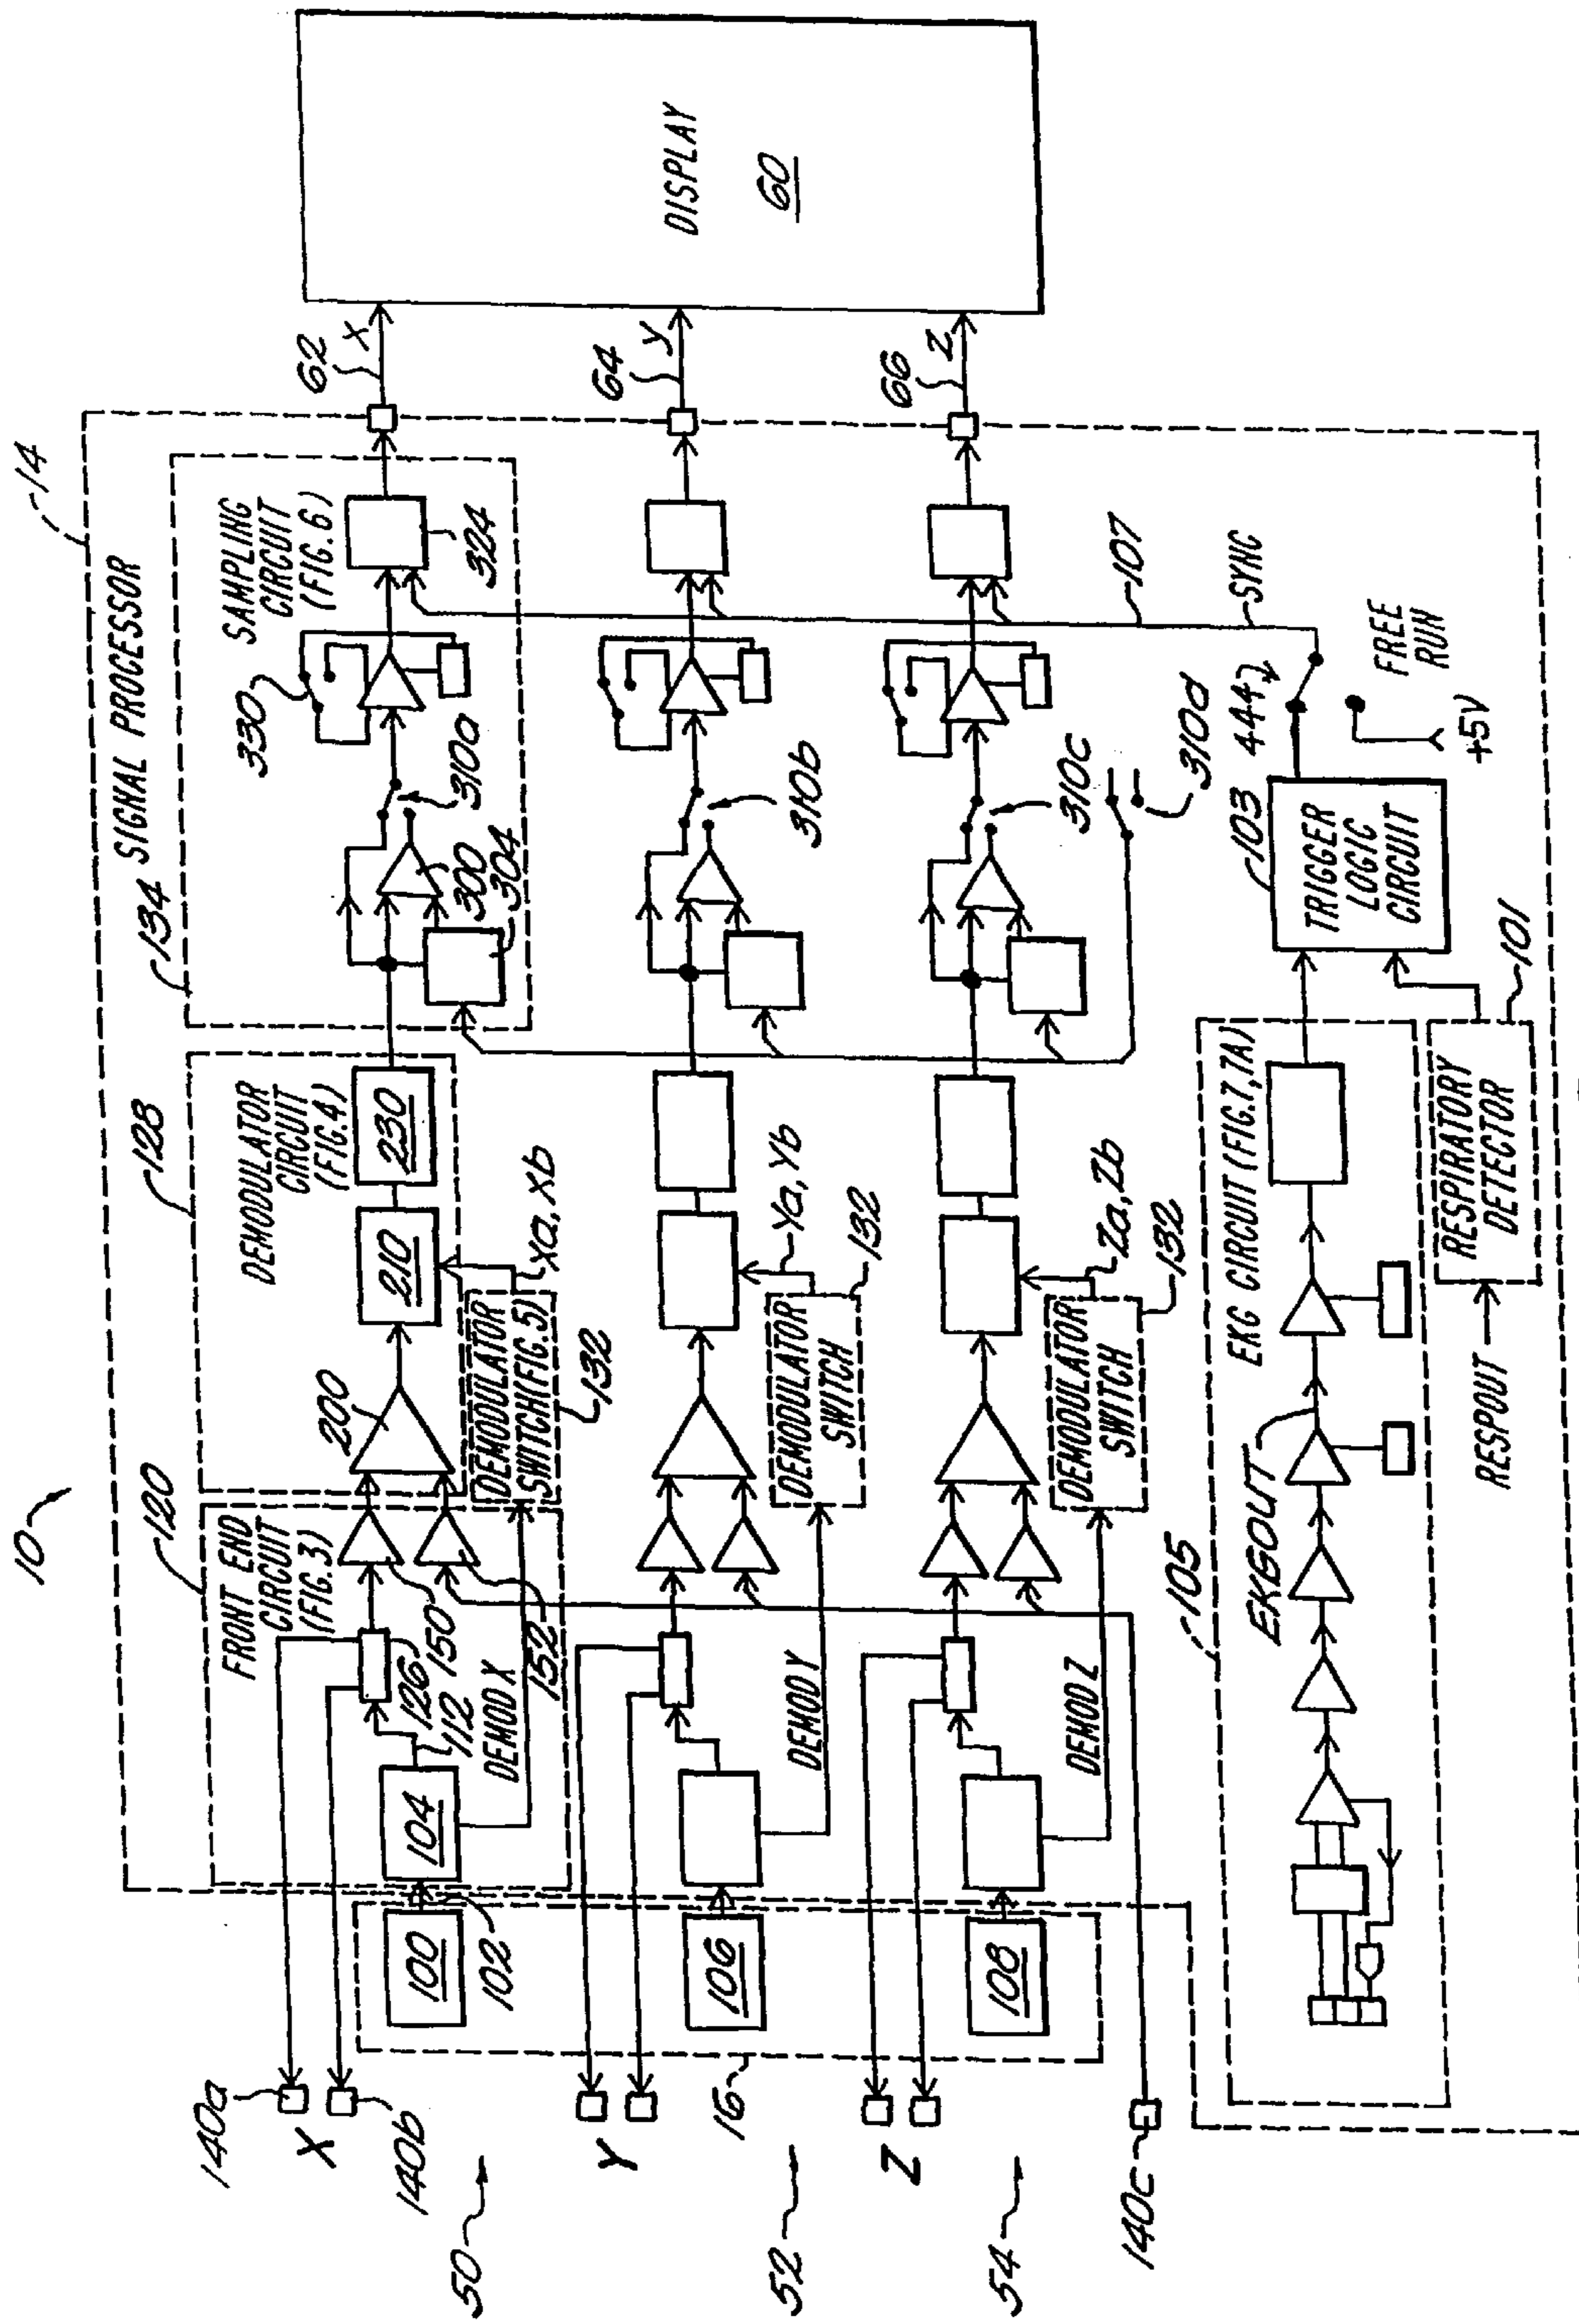 10
14
SIGNAL PROCESSOR
120
128
134
FRONT END
CIRCUIT
(FIG.3)
DEMODULATOR
CIRCUIT
(FIG.4)
SAMPLING
CIRCUIT
(FIG.6)
140a
X
140b
50
100
102
104
112
126
150
152
DEMOD X
200
210
230
DEMODULATOR
SWITCH(FIG.5)
132
Xa, Xb
300
304
310a
330
324
62
X
DISPLAY
60
Y
52
16
106
DEMOD Y
DEMODULATOR
SWITCH
132
Ya, Yb
310b
64
Y
Z
54
108
DEMOD Z
DEMODULATOR
SWITCH
132
Za, Zb
310c
310d
66
Z
107
SYNC
140c
105
EKG CIRCUIT (FIG.7,7A)
EKGOUT
RESPOUT
RESPIRATORY
DETECTOR
101
103
TRIGGER
LOGIC
CIRCUIT
444
FREE
RUN
+5V